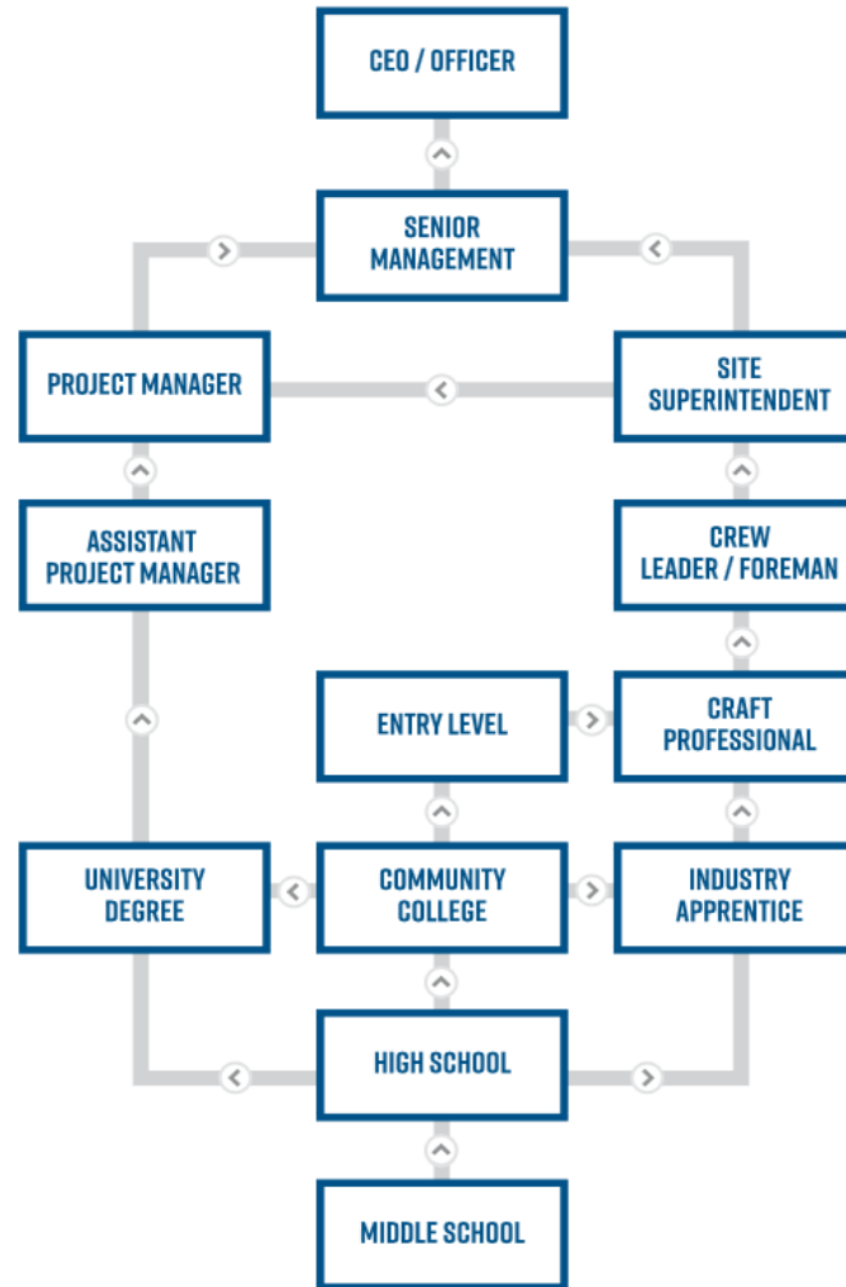 CEO / OFFICER
SENIOR
MANAGEMENT
PROJECT MANAGER
SITE
SUPERINTENDENT
ASSISTANT
PROJECT MANAGER
CREW
LEADER / FOREMAN
ENTRY LEVEL
CRAFT
PROFESSIONAL
UNIVERSITY
DEGREE
COMMUNITY
COLLEGE
INDUSTRY
APPRENTICE
HIGH SCHOOL
MIDDLE SCHOOL